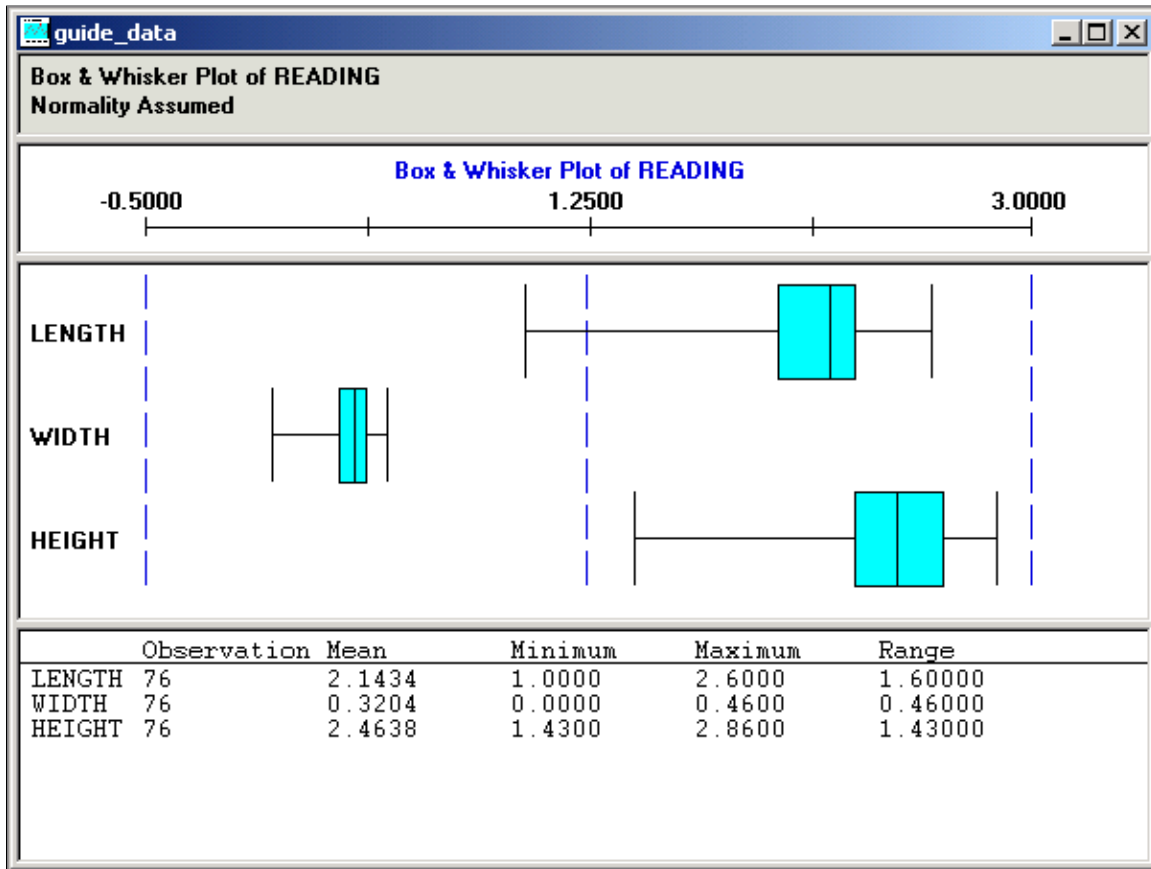 guide_data
Box & Whisker Plot of READING
Normality Assumed
Box & Whisker Plot of READING
-0.5000 1.2500 3.0000
LENGTH
WIDTH
HEIGHT
Observation Mean Minimum Maximum Range
LENGTH 76 2.1434 1.0000 2.6000 1.60000
WIDTH 76 0.3204 0.0000 0.4600 0.46000
HEIGHT 76 2.4638 1.4300 2.8600 1.43000